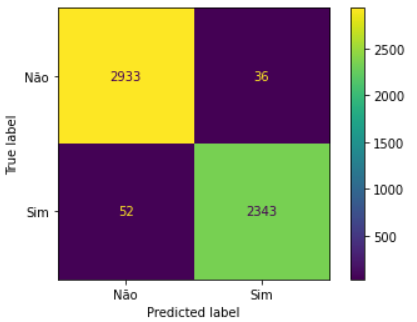 True label
Não
2933
36
Sim
52
2343
Não
Sim
Predicted label
2500
2000
1500
1000
500